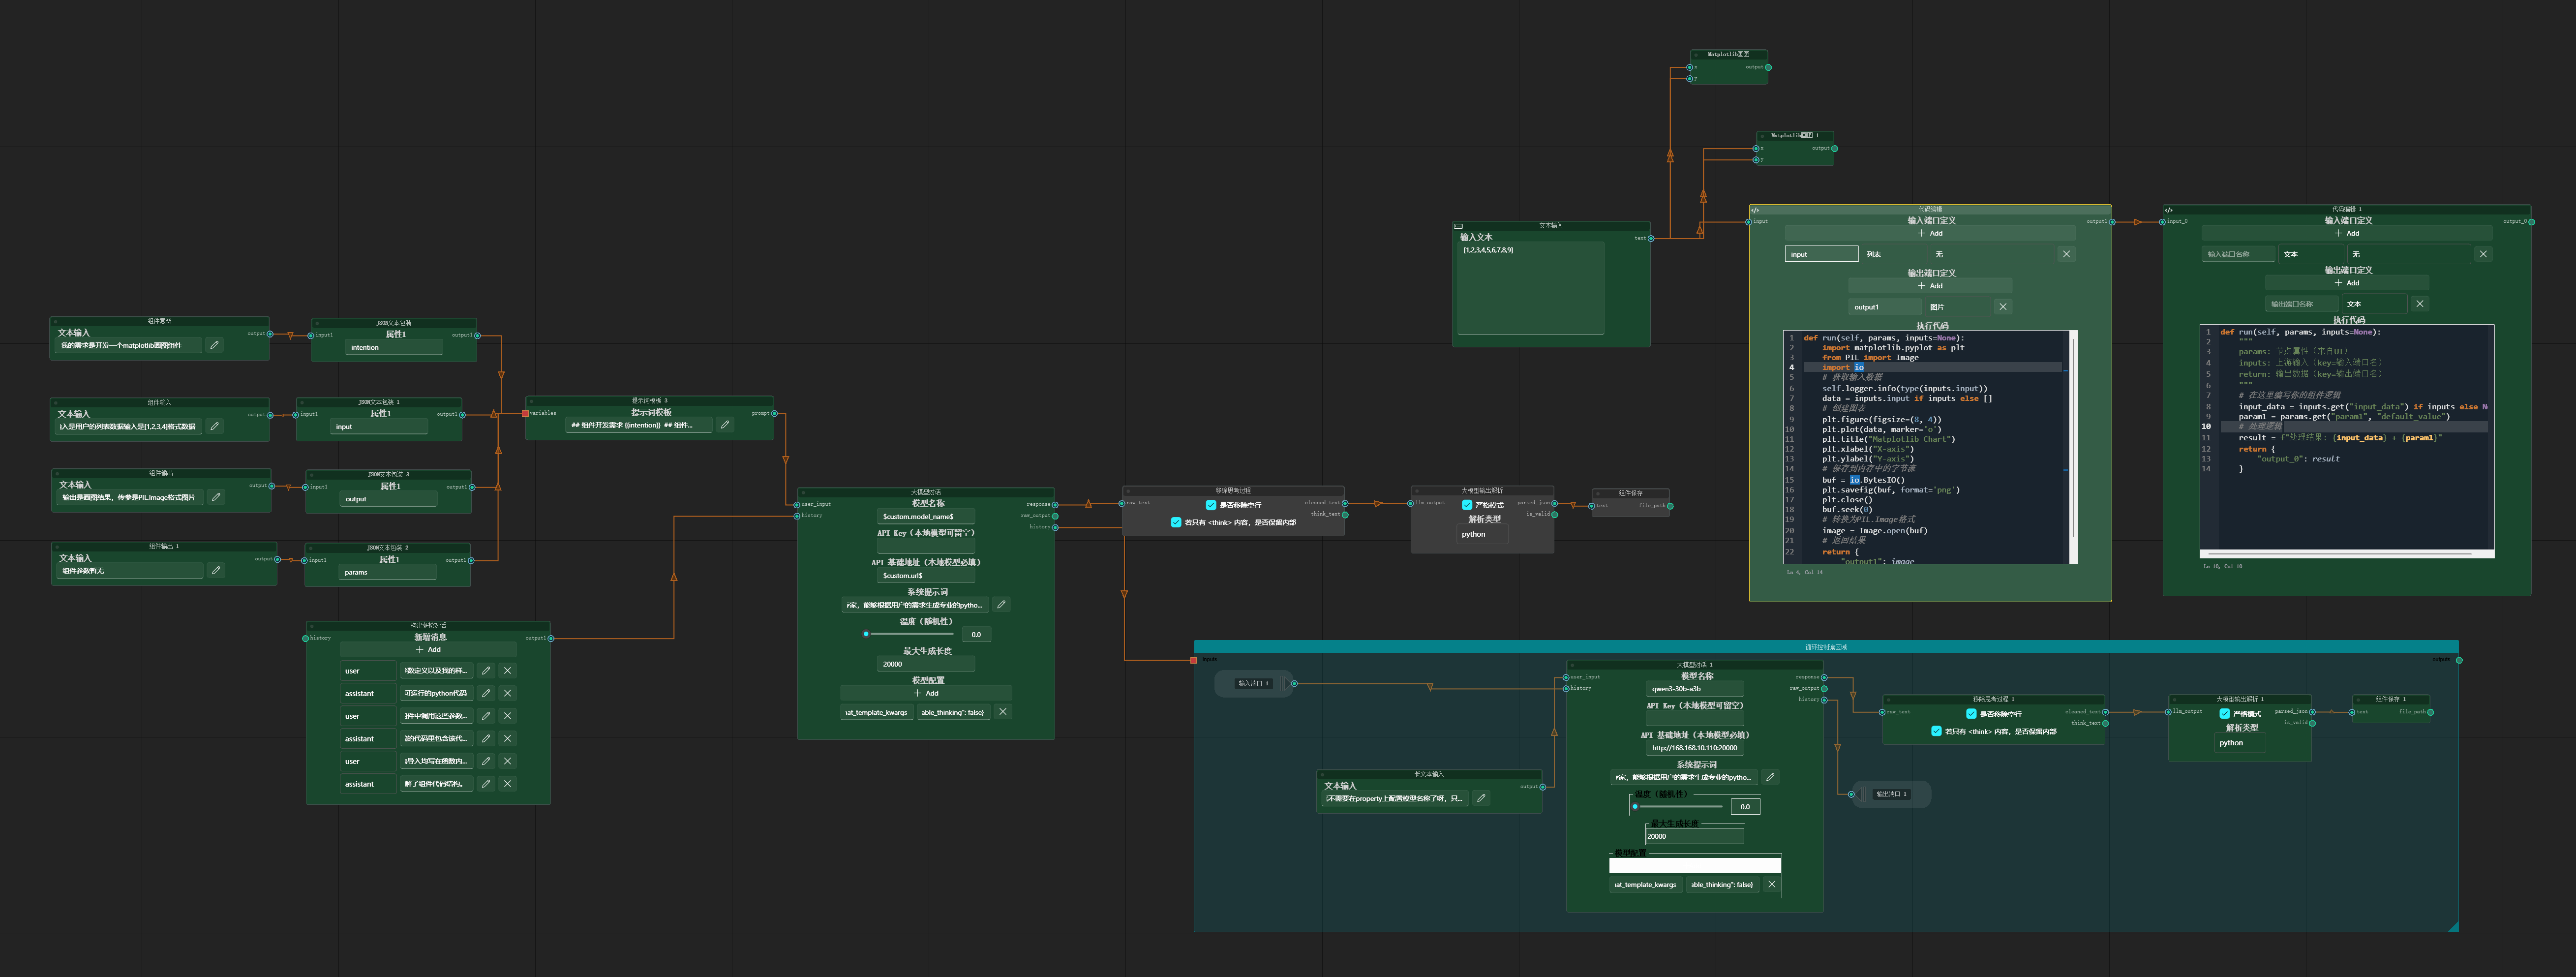 Matplotlib画图
x
output
y
Matplotlib画图 1
x
output
y
文本输入
输入文本
text
[1,2,3,4,5,6,7,8,9]
代码编辑
input
输入端口定义
output1
Add
input
列表
无
输出端口定义
Add
output1
图片
执行代码
1 def run(self, params, inputs=None):
2 import matplotlib.pyplot as plt
3 from PIL import Image
4 import io
5 # 获取输入数据
6 self.logger.info(type(inputs.input))
7 data = inputs.input if inputs else []
8 # 创建图表
9 plt.figure(figsize=(8, 4))
10 plt.plot(data, marker='o')
11 plt.title("Matplotlib Chart")
12 plt.xlabel("X-axis")
13 plt.ylabel("Y-axis")
14 # 保存到内存中的字节流
15 buf = io.BytesIO()
16 plt.savefig(buf, format='png')
17 plt.close()
18 buf.seek(0)
19 # 转换为PIL.Image格式
20 image = Image.open(buf)
21 # 返回结果
22 return {
"output1": image
Ln 4, Col 14
代码编辑 1
input_0
输入端口定义
output_0
Add
输入端口名称
文本
无
输出端口定义
Add
输出端口名称
文本
执行代码
1 def run(self, params, inputs=None):
2 """
3 params: 节点属性（来自UI）
4 inputs: 上游输入（key=输入端口名）
5 return: 输出数据（key=输出端口名）
6 """
7 # 在这里编写你的组件逻辑
8 input_data = inputs.get("input_data") if inputs else N
9 param1 = params.get("param1", "default_value")
10 # 处理逻辑
11 result = f"处理结果: {input_data} + {param1}"
12 return {
13 "output_0": result
14 }
Ln 10, Col 10
组件意图
文本输入
output
我的需求是开发一个matplotlib画图组件
JSON文本包装
input1
属性1
output1
intention
组件输入
文本输入
output
入是用户的列表数据输入是[1,2,3,4]格式数据
JSON文本包装 1
input1
属性1
output1
input
组件输出
文本输入
output
输出是画图结果，传参是PIL.Image格式图片
JSON文本包装 3
input1
属性1
output1
output
组件输出 1
文本输入
output
组件参数暂无
JSON文本包装 2
input1
属性1
output1
params
提示词模板 3
variables
提示词模板
prompt
## 组件开发需求 {{intention}} ## 组件...
构建多轮对话
history
新增消息
output1
Add
user
数定义以及我的样...
assistant
可运行的python代码
user
件中调用这些参数...
assistant
的代码里包含该代...
user
导入均写在函数内...
assistant
解了组件代码结构。
大模型对话
user_input
history
模型名称
response
raw_output
history
$custom.model_name$
API Key（本地模型可留空）
API 基础地址（本地模型必填）
$custom.url$
系统提示词
家，能够根据用户的需求生成专业的pytho...
温度（随机性）
0.0
最大生成长度
20000
模型配置
Add
at_template_kwargs
ble_thinking": false}
移除思考过程
raw_text
是否移除空行
cleaned_text
think_text
若只有 <think> 内容，是否保留内部
大模型输出解析
llm_output
严格模式
parsed_json
is_valid
解析类型
python
组件保存
text
file_path
循环控制流区域
inputs
outputs
输入端口 1
长文本输入
文本输入
output
不需要在property上配置模型名称了呀，只...
大模型对话 1
user_input
history
模型名称
response
raw_output
history
qwen3-30b-a3b
API Key（本地模型可留空）
API 基础地址（本地模型必填）
http://168.168.10.110:20000
系统提示词
家，能够根据用户的需求生成专业的pytho...
温度（随机性）
0.0
最大生成长度
20000
模型配置
at_template_kwargs
ble_thinking": false}
移除思考过程 1
raw_text
是否移除空行
cleaned_text
think_text
若只有 <think> 内容，是否保留内部
输出端口 1
大模型输出解析 1
llm_output
严格模式
parsed_json
is_valid
解析类型
python
组件保存 1
text
file_path